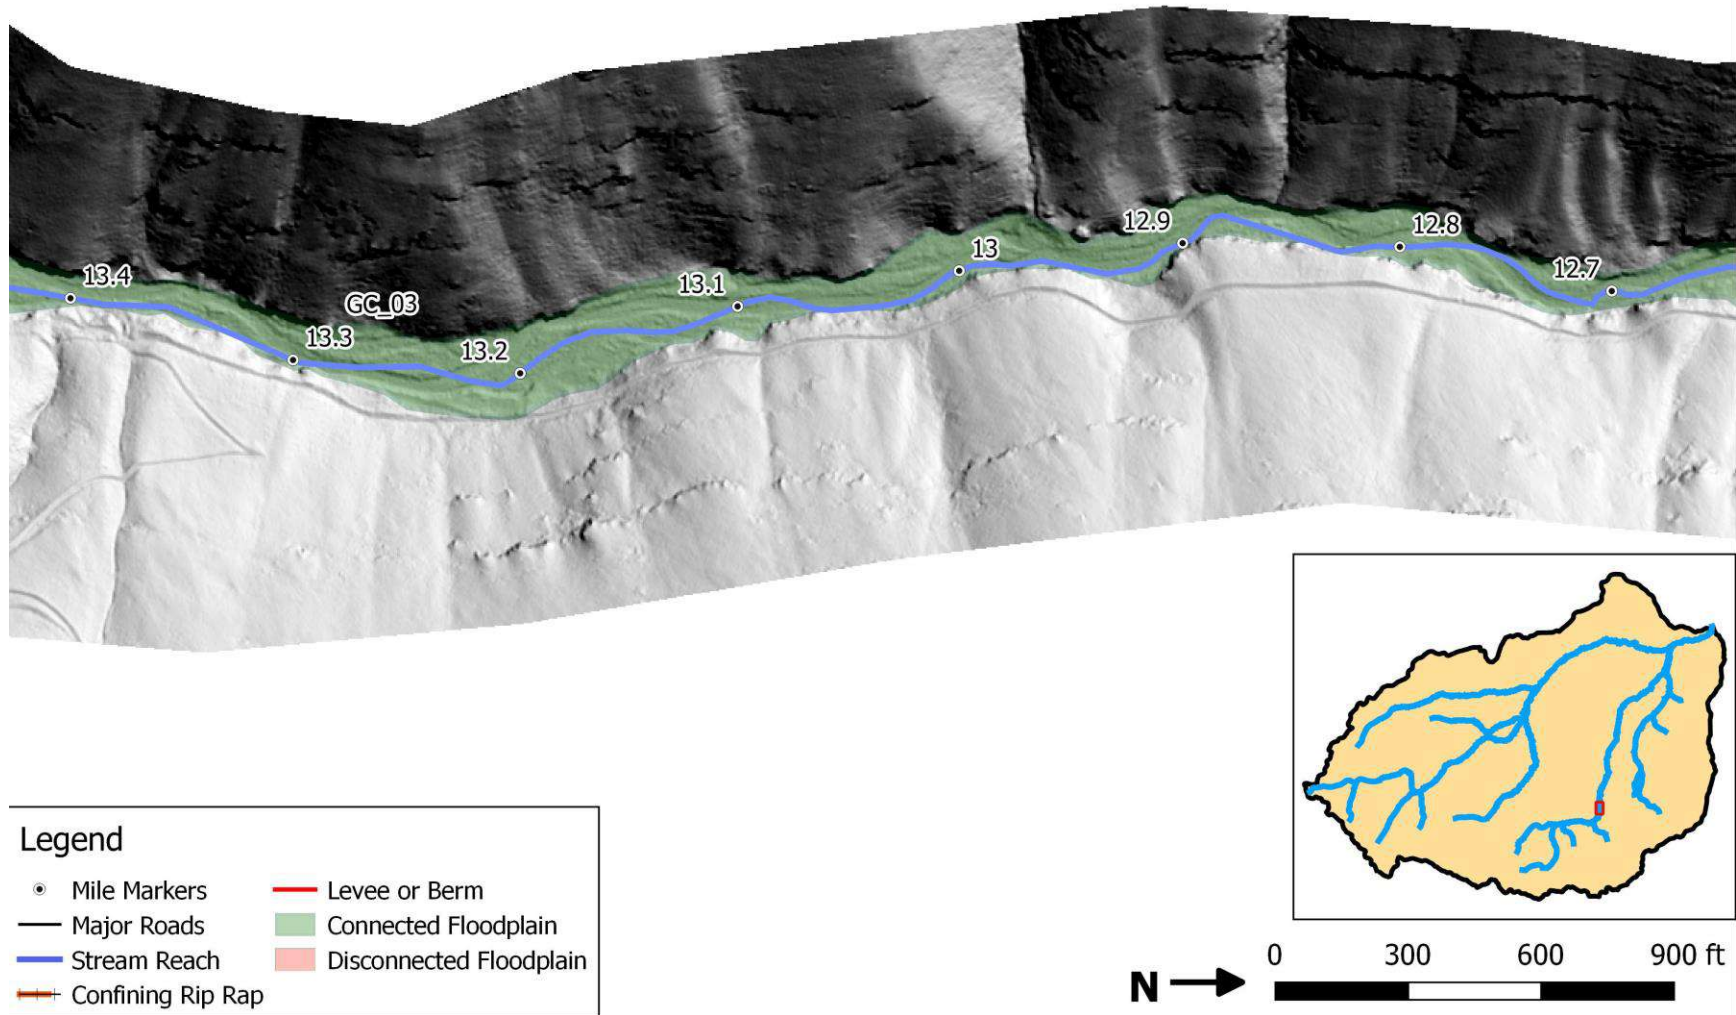 13.4
GC_03
13.3
13.2
13.1
13
12.9
12.8
12.7
Legend
Mile Markers
Major Roads
Stream Reach
Confining Rip Rap
Levee or Berm
Connected Floodplain
Disconnected Floodplain
N
0 300 600 900 ft